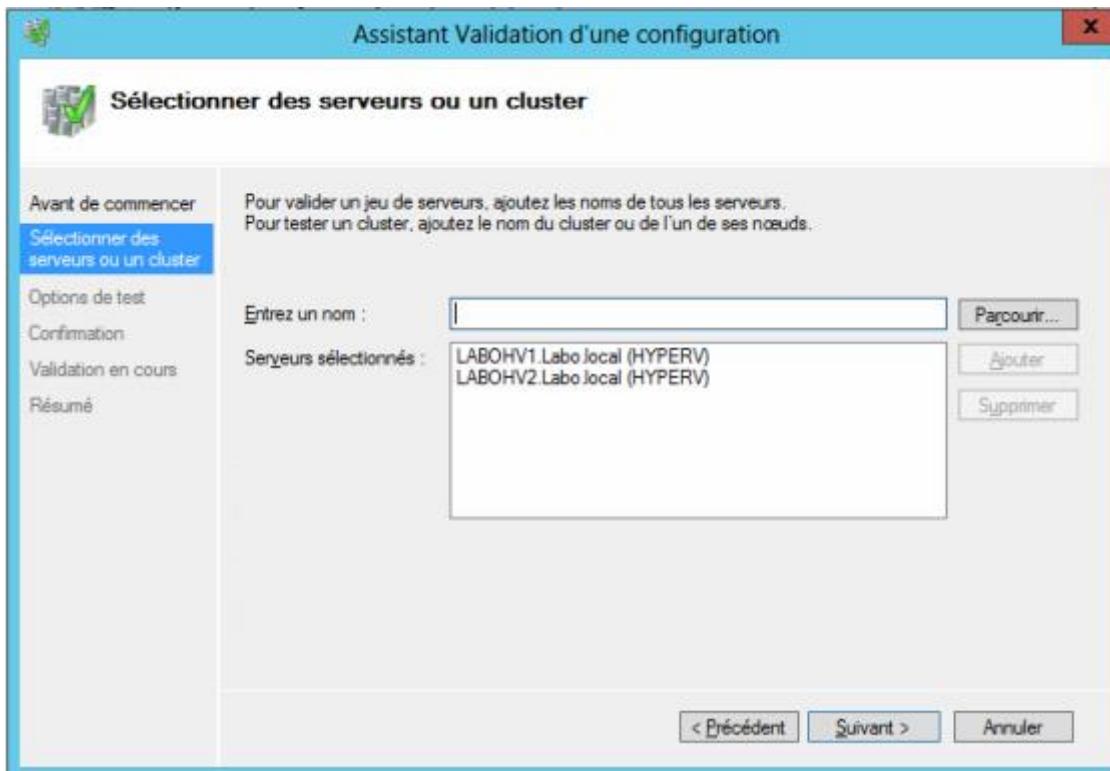 Assistant Validation d'une configuration
x
Sélectionner des serveurs ou un cluster
Avant de commencer
Sélectionner des
serveurs ou un cluster
Options de test
Confirmation
Validation en cours
Résumé
Pour valider un jeu de serveurs, ajoutez les noms de tous les serveurs.
Pour tester un cluster, ajoutez le nom du cluster ou de l'un de ses nœuds.
Entrez un nom :
Parcourir...
Serveurs sélectionnés :
LABOHV1.Labo.local (HYPERV)
LABOHV2.Labo.local (HYPERV)
Ajouter
Supprimer
< Précédent
Suivant >
Annuler